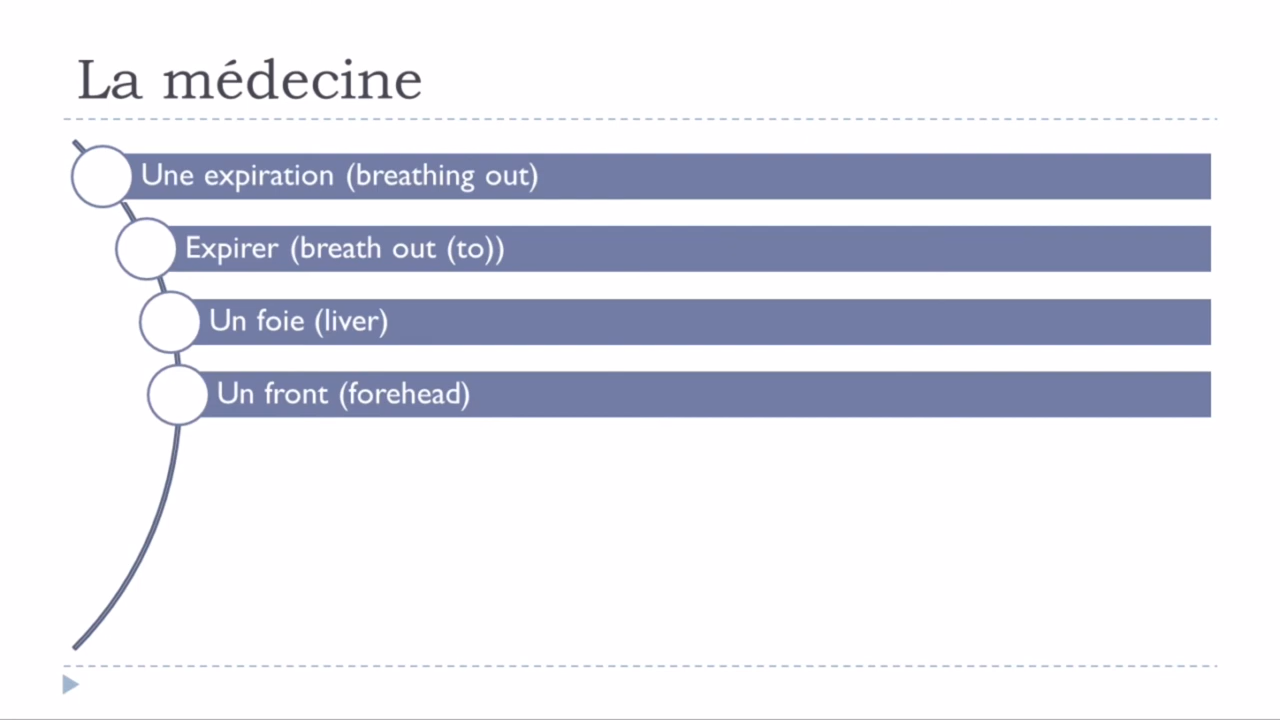 La médecine
Une expiration (breathing out)
Expirer (breath out (to))
Un foie (liver)
Un front (forehead)